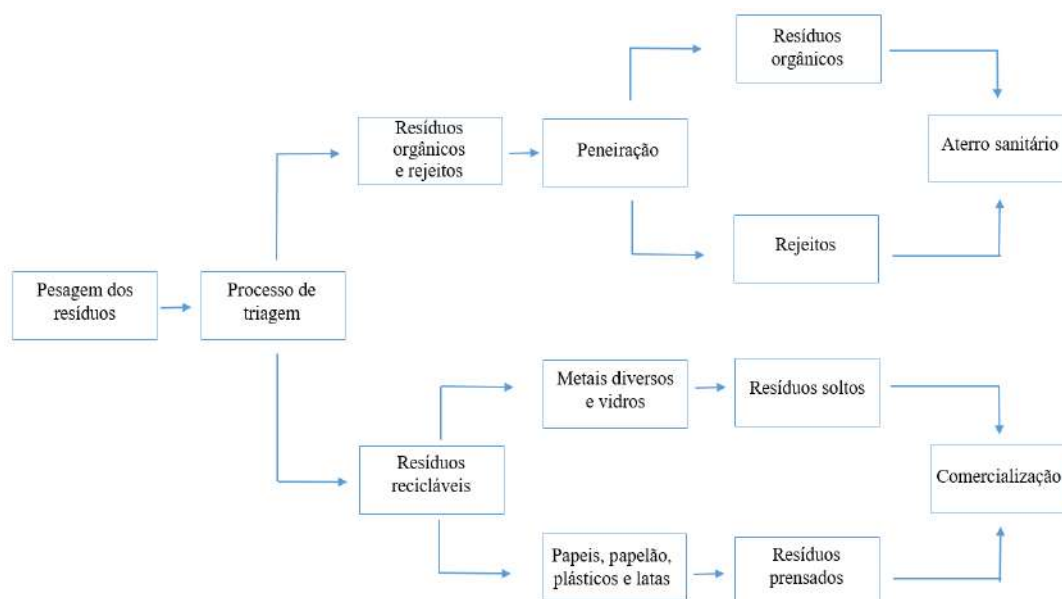 Resíduos
orgânicos
Resíduos
orgânicos
e rejeitos
Peneiração
Aterro sanitário
Rejeitos
Pesagem dos
resíduos
Processo de
triagem
Metais diversos
e vidros
Resíduos soltos
Resíduos
recicláveis
Comercialização
Papeis, papelão,
plásticos e latas
Resíduos
prensados